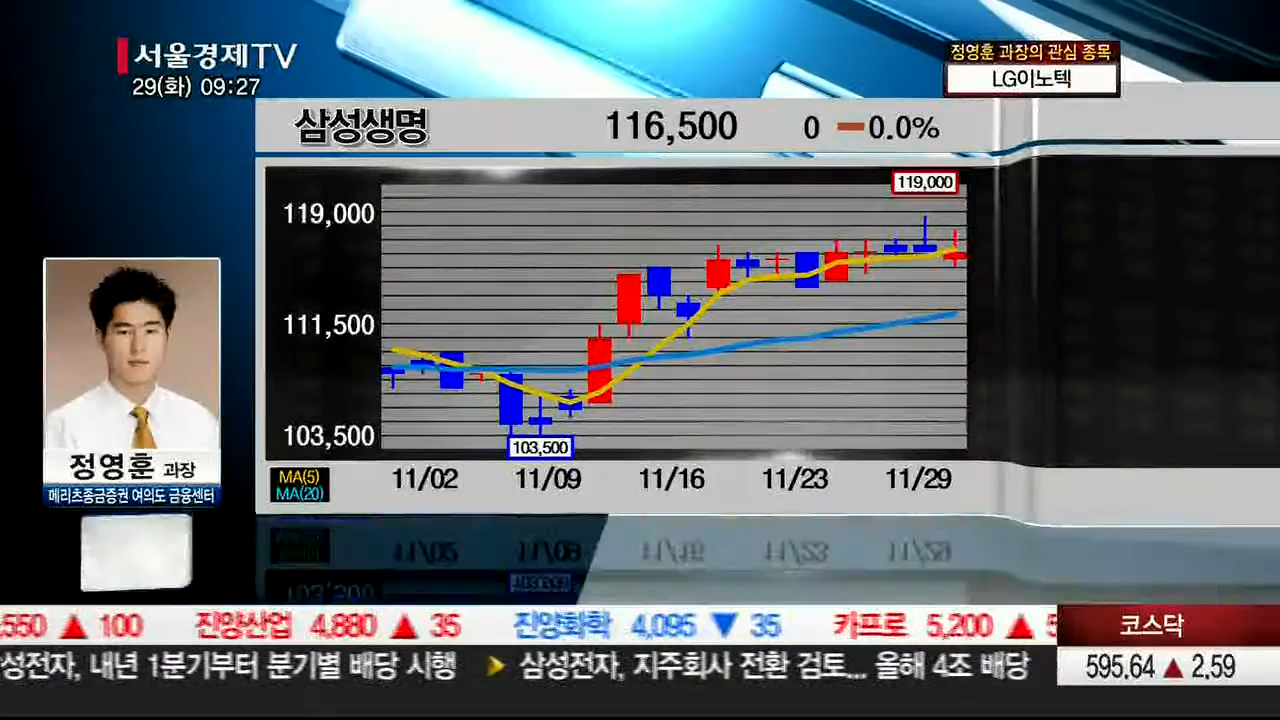 서울경제TV
29(화) 09:27
정영훈 과장의 관심 종목
LG이노텍
삼성생명 116,500 0 0.0%
119,000
119,000
111,500
103,500
103,500
MA(5)
MA(20)
11/02 11/09 11/16 11/23 11/29
정영훈 과장
메리츠종금증권 여의도 금융센터
,550 ▲ 100 진양산업 4,880 ▲ 35 진양화학 4,095 ▼ 35 카프로 5,200 ▲ 5
코스닥
성전자, 내년 1분기부터 분기별 배당 시행 ▶ 삼성전자, 지주회사 전환 검토... 올해 4조 배당
595.64 ▲ 2.59